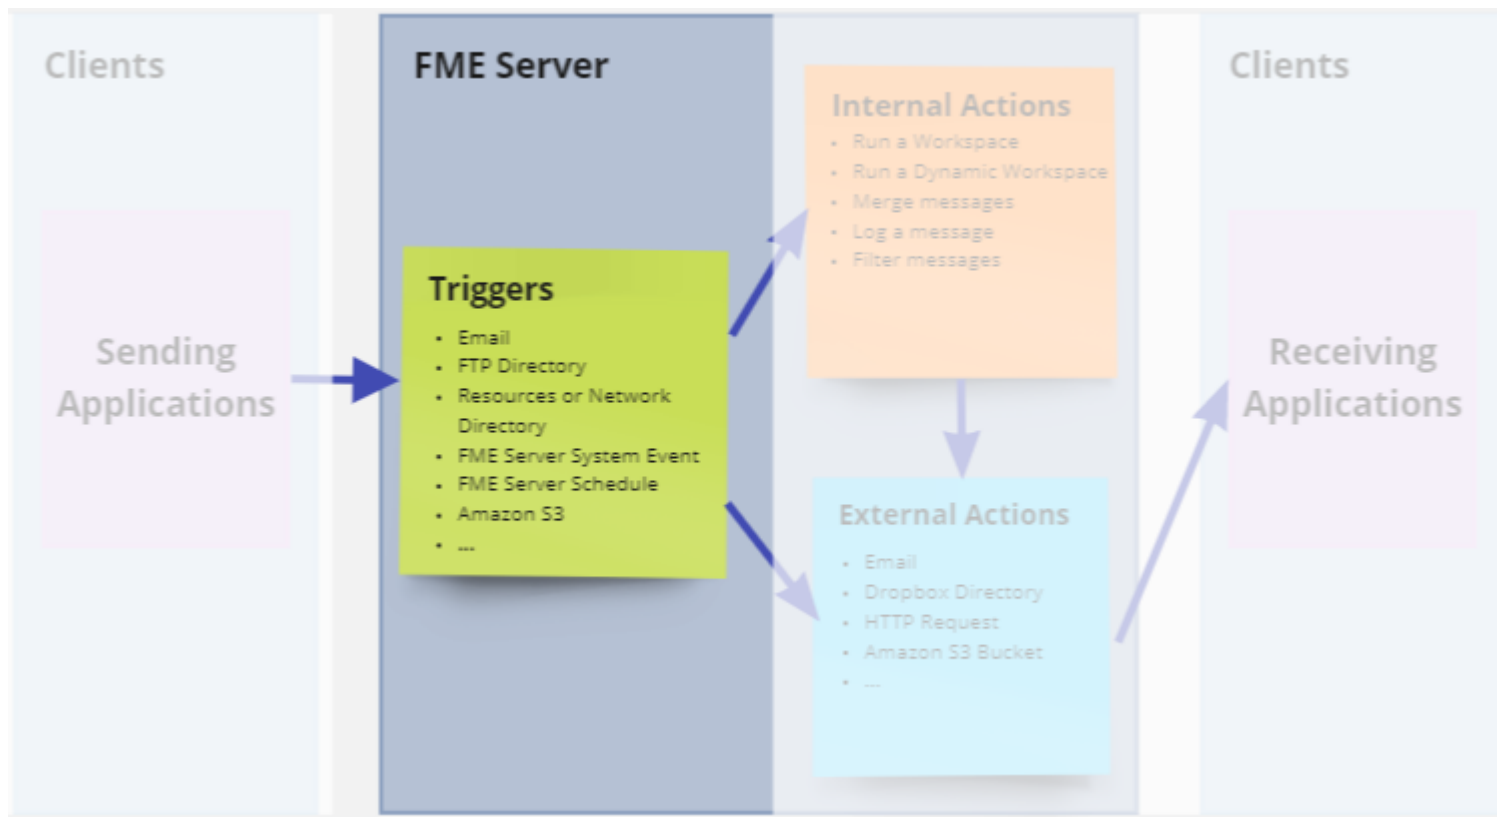 Clients
Sending
Applications
FME Server
Triggers
• Email
• FTP Directory
• Resources or Network
Directory
• FME Server System Event
• FME Server Schedule
• Amazon S3
• ...
Internal Actions
• Run a Workspace
• Run a Dynamic Workspace
• Merge messages
• Log a message
• Filter messages
External Actions
• Email
• Dropbox Directory
• HTTP Request
• Amazon S3 Bucket
• ...
Clients
Receiving
Applications